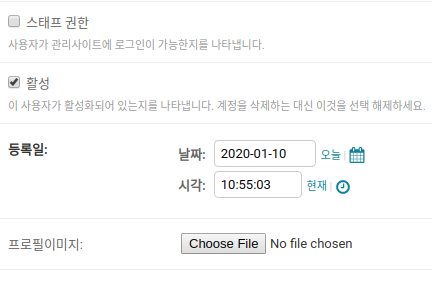 스태프 권한
사용자가 관리사이트에 로그인이 가능한지를 나타냅니다.
활성
이 사용자가 활성화되어 있는지를 나타냅니다. 계정을 삭제하는 대신 이것을 선택 해제하세요.
등록일: 날짜: 2020-01-10 오늘 |
시각: 10:55:03 현재 |
프로필이미지: Choose File No file chosen